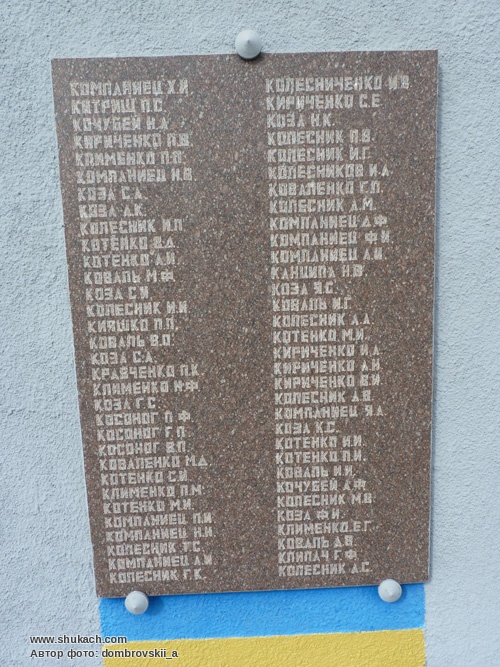 КОМПАНИЕЦ Х.И.
КАТРИЩ П.С.
КОЧУБЕЙ Н.А.
КИРИЧЕНКО П.В.
КЛИМЕНКО П.П.
КОМПАНИЕЦ Н.В.
КОЗА С.А.
КОЗА Д.К.
КОЛЕСНИК И.П.
КОТЕЙКО В.А.
КОТЕНКО А.И.
КОВАЛЬ М.Ф.
КОЗА С.И.
КОЛЕСНИК И.И.
КИЯШКО П.П.
КОВАЛЬ В.О.
КОЗА С.А.
КРАВЧЕНКО П.К.
КЛИМЕНКО Н.Ф.
КОЗА Г.С.
КОСОНОГ П.Ф.
КОСОНОГ Г.П.
КОСОНОГ В.П.
КОВАЛЕНКО М.Д.
КОТЕНКО С.И.
КЛИМЕНКО П.М.
КОТЕНКО М.И.
КОМПАНИЕЦ П.И.
КОМПАНИЕЦ Н.И.
КОЛЕСНИК Т.С.
КОМПАНИЕЦ А.И.
КОЛЕСНИК Г.К.
КОЛЕСНИЧЕНКО И.В.
КИРИЧЕНКО С.Е.
КОЗА Н.К.
КОЛЕСНИК П.В.
КОЛЕСНИК И.Г.
КОЛЕСНИКОВ И.А.
КОВАЛЕНКО Г.П.
КОЛЕСНИК А.М.
КОМПАНИЕЦ Д.Ф.
КОМПАНИЕЦ Ф.И.
КОМПАНИЕЦ А.И.
КАНЦИПА Н.В.
КОЗА Я.С.
КОВАЛЬ И.Г.
КОЛЕСНИК А.А.
КОТЕНКО М.И.
КИРИЧЕНКО И.А.
КИРИЧЕНКО А.Н.
КИРИЧЕНКО В.И.
КОЛЕСНИК А.В.
КОМПАНИЕЦ Я.А.
КОЗА К.С.
КОТЕНКО И.И.
КОТЕНКО П.И.
КОВАЛЬ И.И.
КОЧУБЕЙ А.Ф.
КОЛЕСНИК М.В.
КОЗА Ф.И.
КЛИМЕНКО Е.Г.
КОВАЛЬ А.В.
КЛИПАЧ Г.Ф.
КОЛЕСНИК А.С.
www.shukach.com
Автор фото: dombrovskii_a